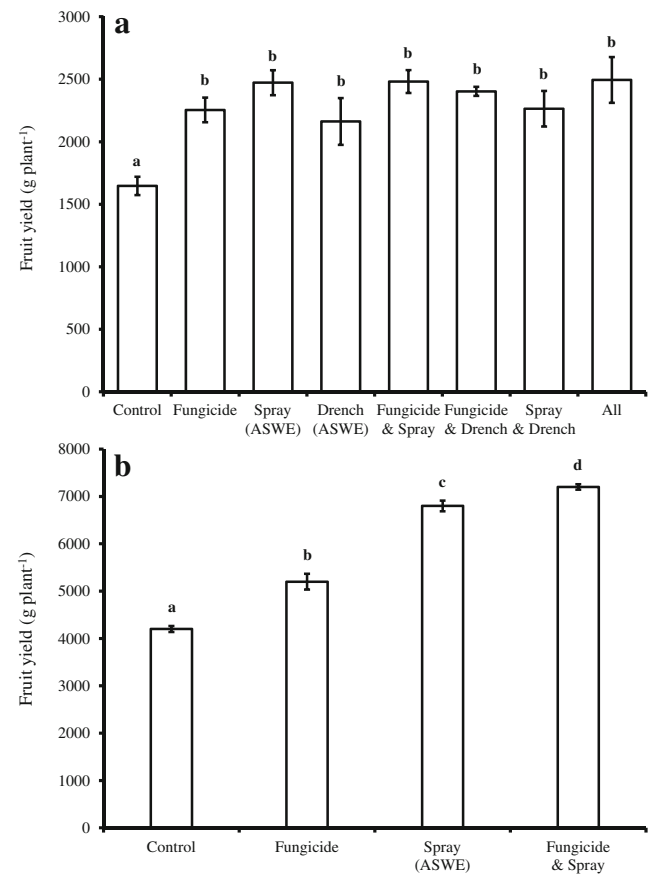 a
3000
2500
2000
1500
1000
500
0
Fruit yield (g plant⁻¹)
a
b
b
b
b
b
b
b
Control Fungicide Spray Drench Fungicide Fungicide Spray All
(ASWE) (ASWE) & Spray & Drench & Drench
b
8000
7000
6000
5000
4000
3000
2000
1000
0
Fruit yield (g plant⁻¹)
a
b
c
d
Control Fungicide Spray Fungicide
(ASWE) & Spray